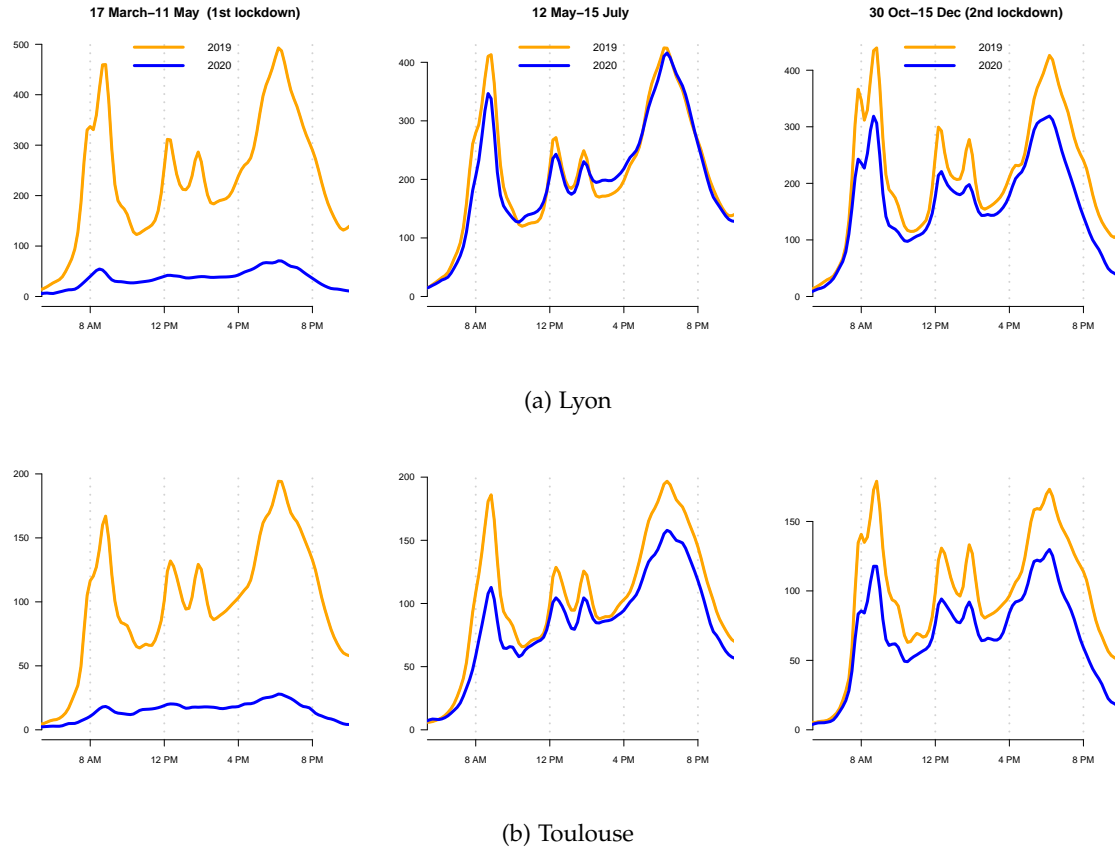 17 March–11 May (1st lockdown)
12 May–15 July
30 Oct–15 Dec (2nd lockdown)
500
400
300
200
100
0
2019
2020
8 AM
12 PM
4 PM
8 PM
400
300
200
100
0
2019
2020
8 AM
12 PM
4 PM
8 PM
400
300
200
100
0
2019
2020
8 AM
12 PM
4 PM
8 PM
(a) Lyon
200
150
100
50
0
8 AM
12 PM
4 PM
8 PM
200
150
100
50
0
8 AM
12 PM
4 PM
8 PM
150
100
50
0
8 AM
12 PM
4 PM
8 PM
(b) Toulouse